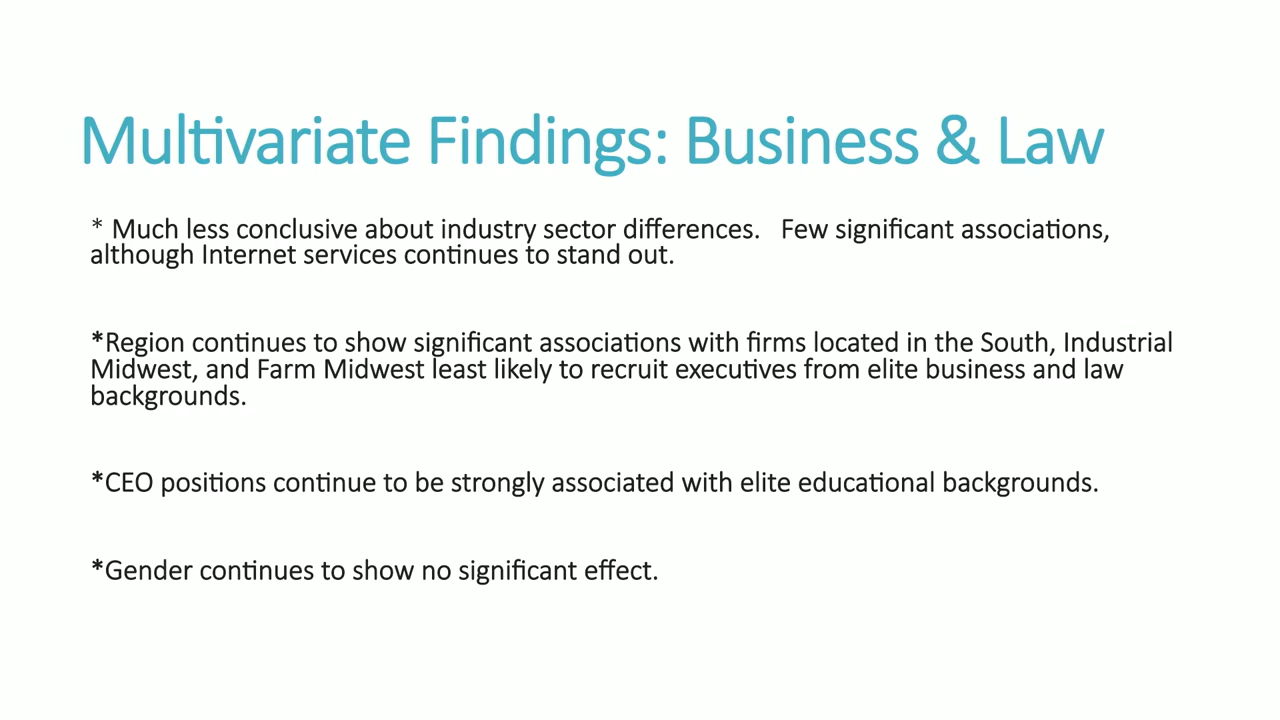 Multivariate Findings: Business & Law
* Much less conclusive about industry sector differences.   Few significant associations,
although Internet services continues to stand out.
*Region continues to show significant associations with firms located in the South, Industrial
Midwest, and Farm Midwest least likely to recruit executives from elite business and law
backgrounds.
*CEO positions continue to be strongly associated with elite educational backgrounds.
*Gender continues to show no significant effect.